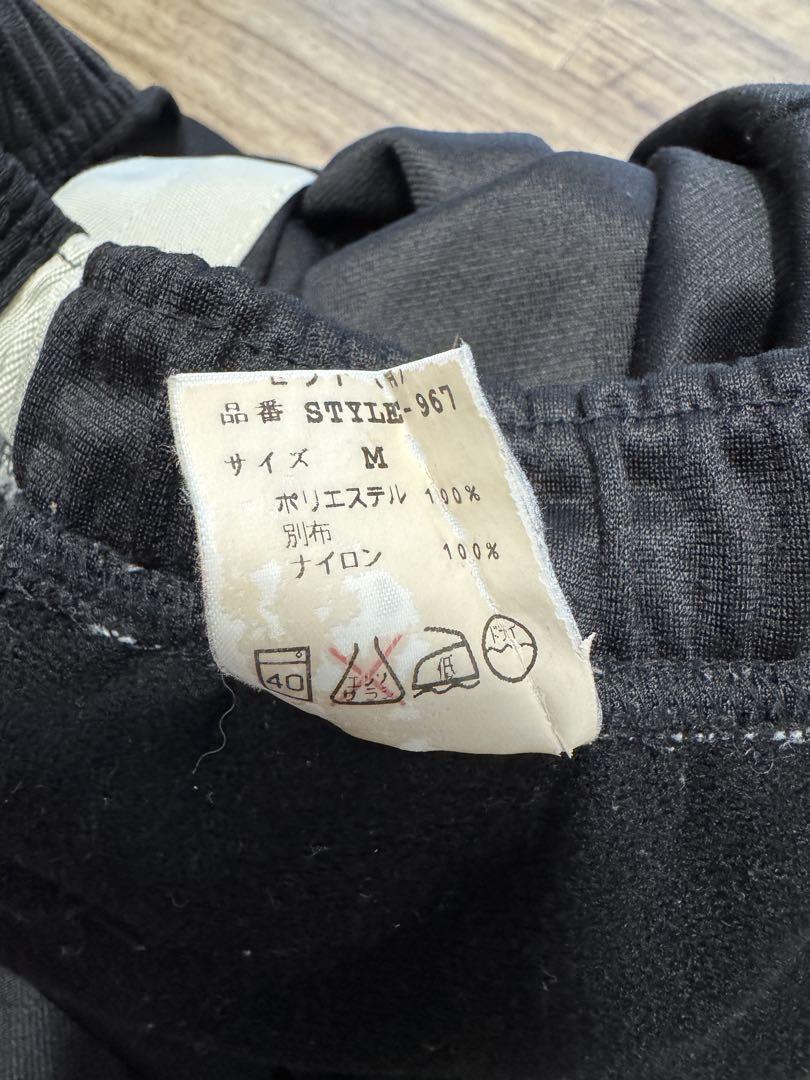 品番 STYLE-967
サイズ M
ポリエステル 100%
別布
ナイロン 100%
40
エンソ
サラシ
低
ドライ